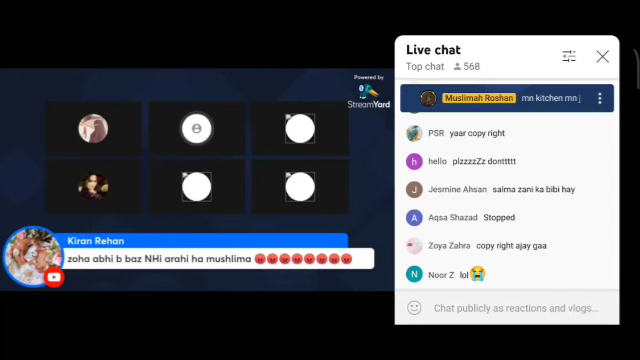 Live chat
Top chat 568
Muslimah Roshan mn kitchen mn j
PSR yaar copy right
hello plzzzzZz dontttttt
Jesmine Ahsan salma zani ka bibi hay
Aqsa Shazad Stopped
Zoya Zahra copy right ajay gaa
Noor Z lol
Chat publicly as reactions and vlogs...
Powered by
StreamYard
Kiran Rehan
zoha abhi b baz NHi arahi ha mushlima
h
J
A
N